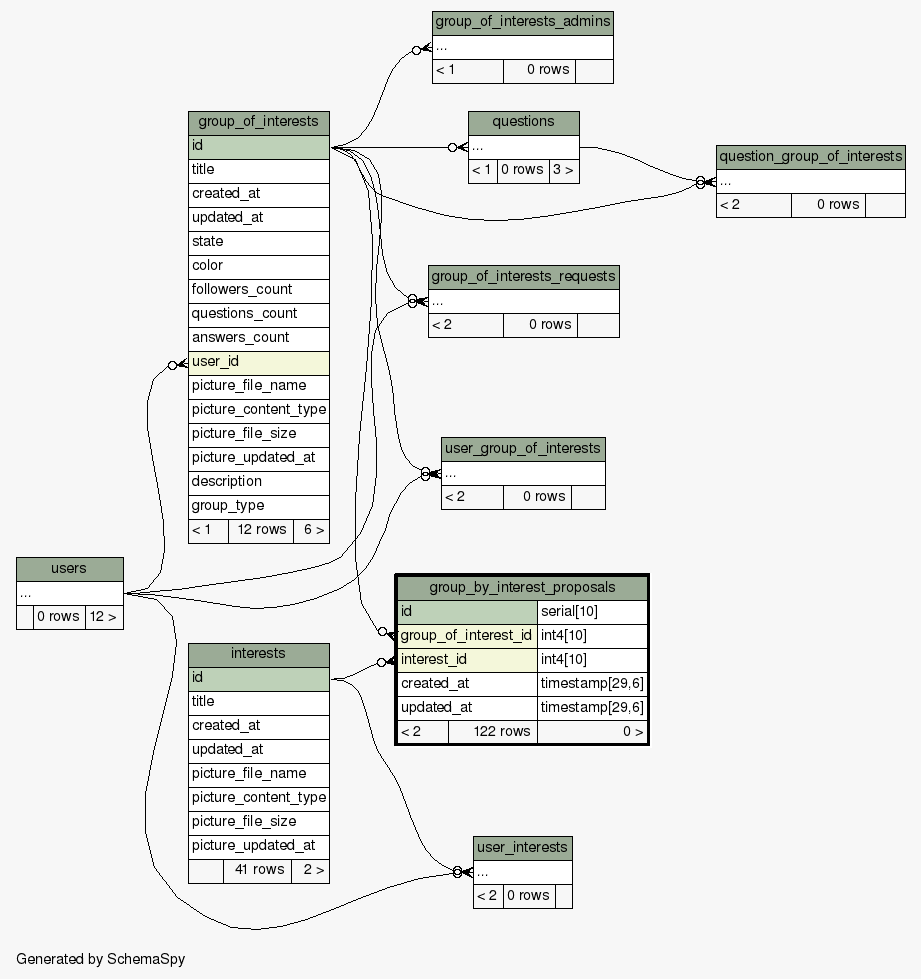 group_of_interests_admins
...
< 1 0 rows
group_of_interests
id
title
created_at
updated_at
state
color
followers_count
questions_count
answers_count
user_id
picture_file_name
picture_content_type
picture_file_size
picture_updated_at
description
group_type
< 1 12 rows 6 >
questions
...
< 1 0 rows 3 >
question_group_of_interests
...
< 2 0 rows
group_of_interests_requests
...
< 2 0 rows
user_group_of_interests
...
< 2 0 rows
users
...
0 rows 12 >
group_by_interest_proposals
id serial[10]
group_of_interest_id int4[10]
interest_id int4[10]
created_at timestamp[29,6]
updated_at timestamp[29,6]
< 2 122 rows 0 >
interests
id
title
created_at
updated_at
picture_file_name
picture_content_type
picture_file_size
picture_updated_at
41 rows 2 >
user_interests
...
< 2 0 rows
Generated by SchemaSpy